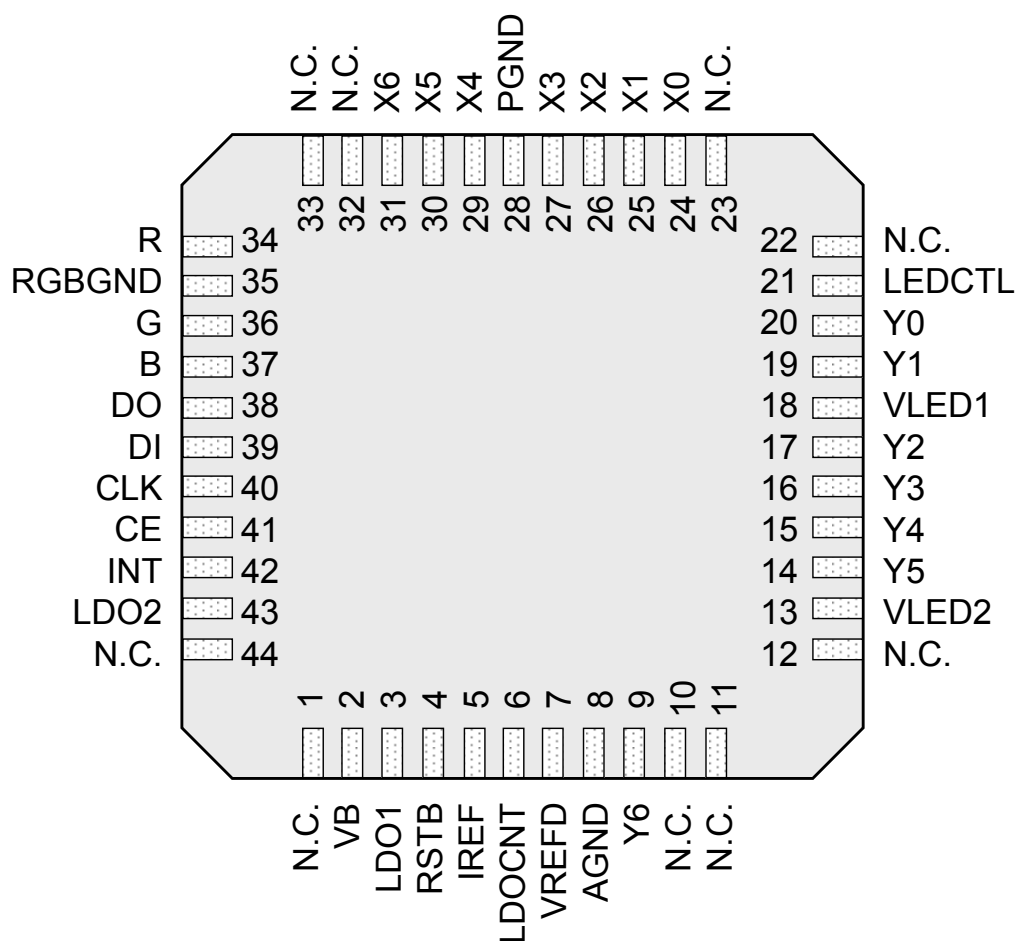 N.C. N.C. X6 X5 X4 PGND X3 X2 X1 X0 N.C.
33 32 31 30 29 28 27 26 25 24 23
R 34 22 N.C.
RGBGND 35 21 LEDCTL
G 36 20 Y0
B 37 19 Y1
DO 38 18 VLED1
DI 39 17 Y2
CLK 40 16 Y3
CE 41 15 Y4
INT 42 14 Y5
LDO2 43 13 VLED2
N.C. 44 12 N.C.
1 2 3 4 5 6 7 8 9 10 11
N.C. VB LDO1 RSTB IREF LDOCNT VREFD AGND Y6 N.C. N.C.